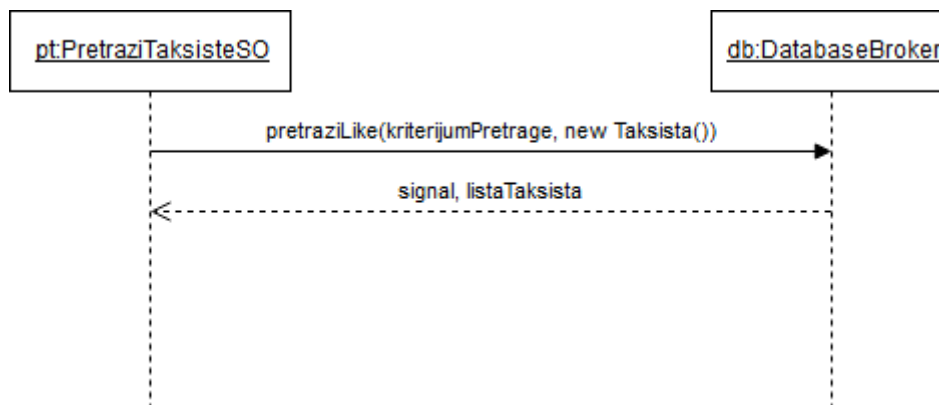 pt:PretraziTaksisteSO
db:DatabaseBroker
pretraziLike(kriterijumPretrage, new Taksista())
signal, listaTaksista